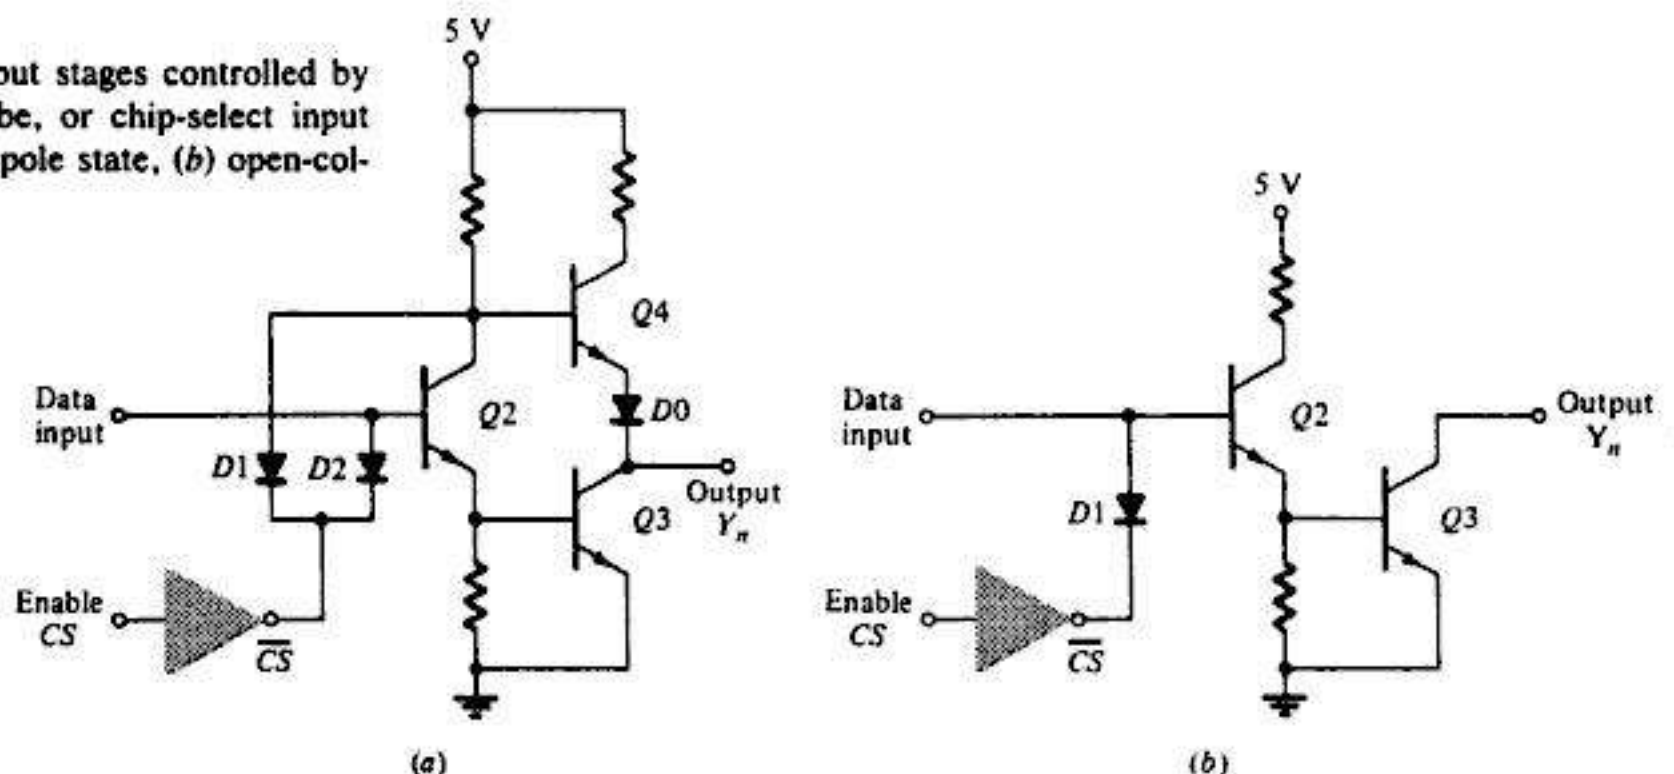 put stages controlled by
be, or chip-select input
pole state, (b) open-col-
5 V
Q4
Data
input
Q2
D0
D1
D2
Output
Yn
Q3
Enable
CS
CS
(a)
5 V
Data
input
Q2
Output
Yn
D1
Q3
Enable
CS
CS
(b)